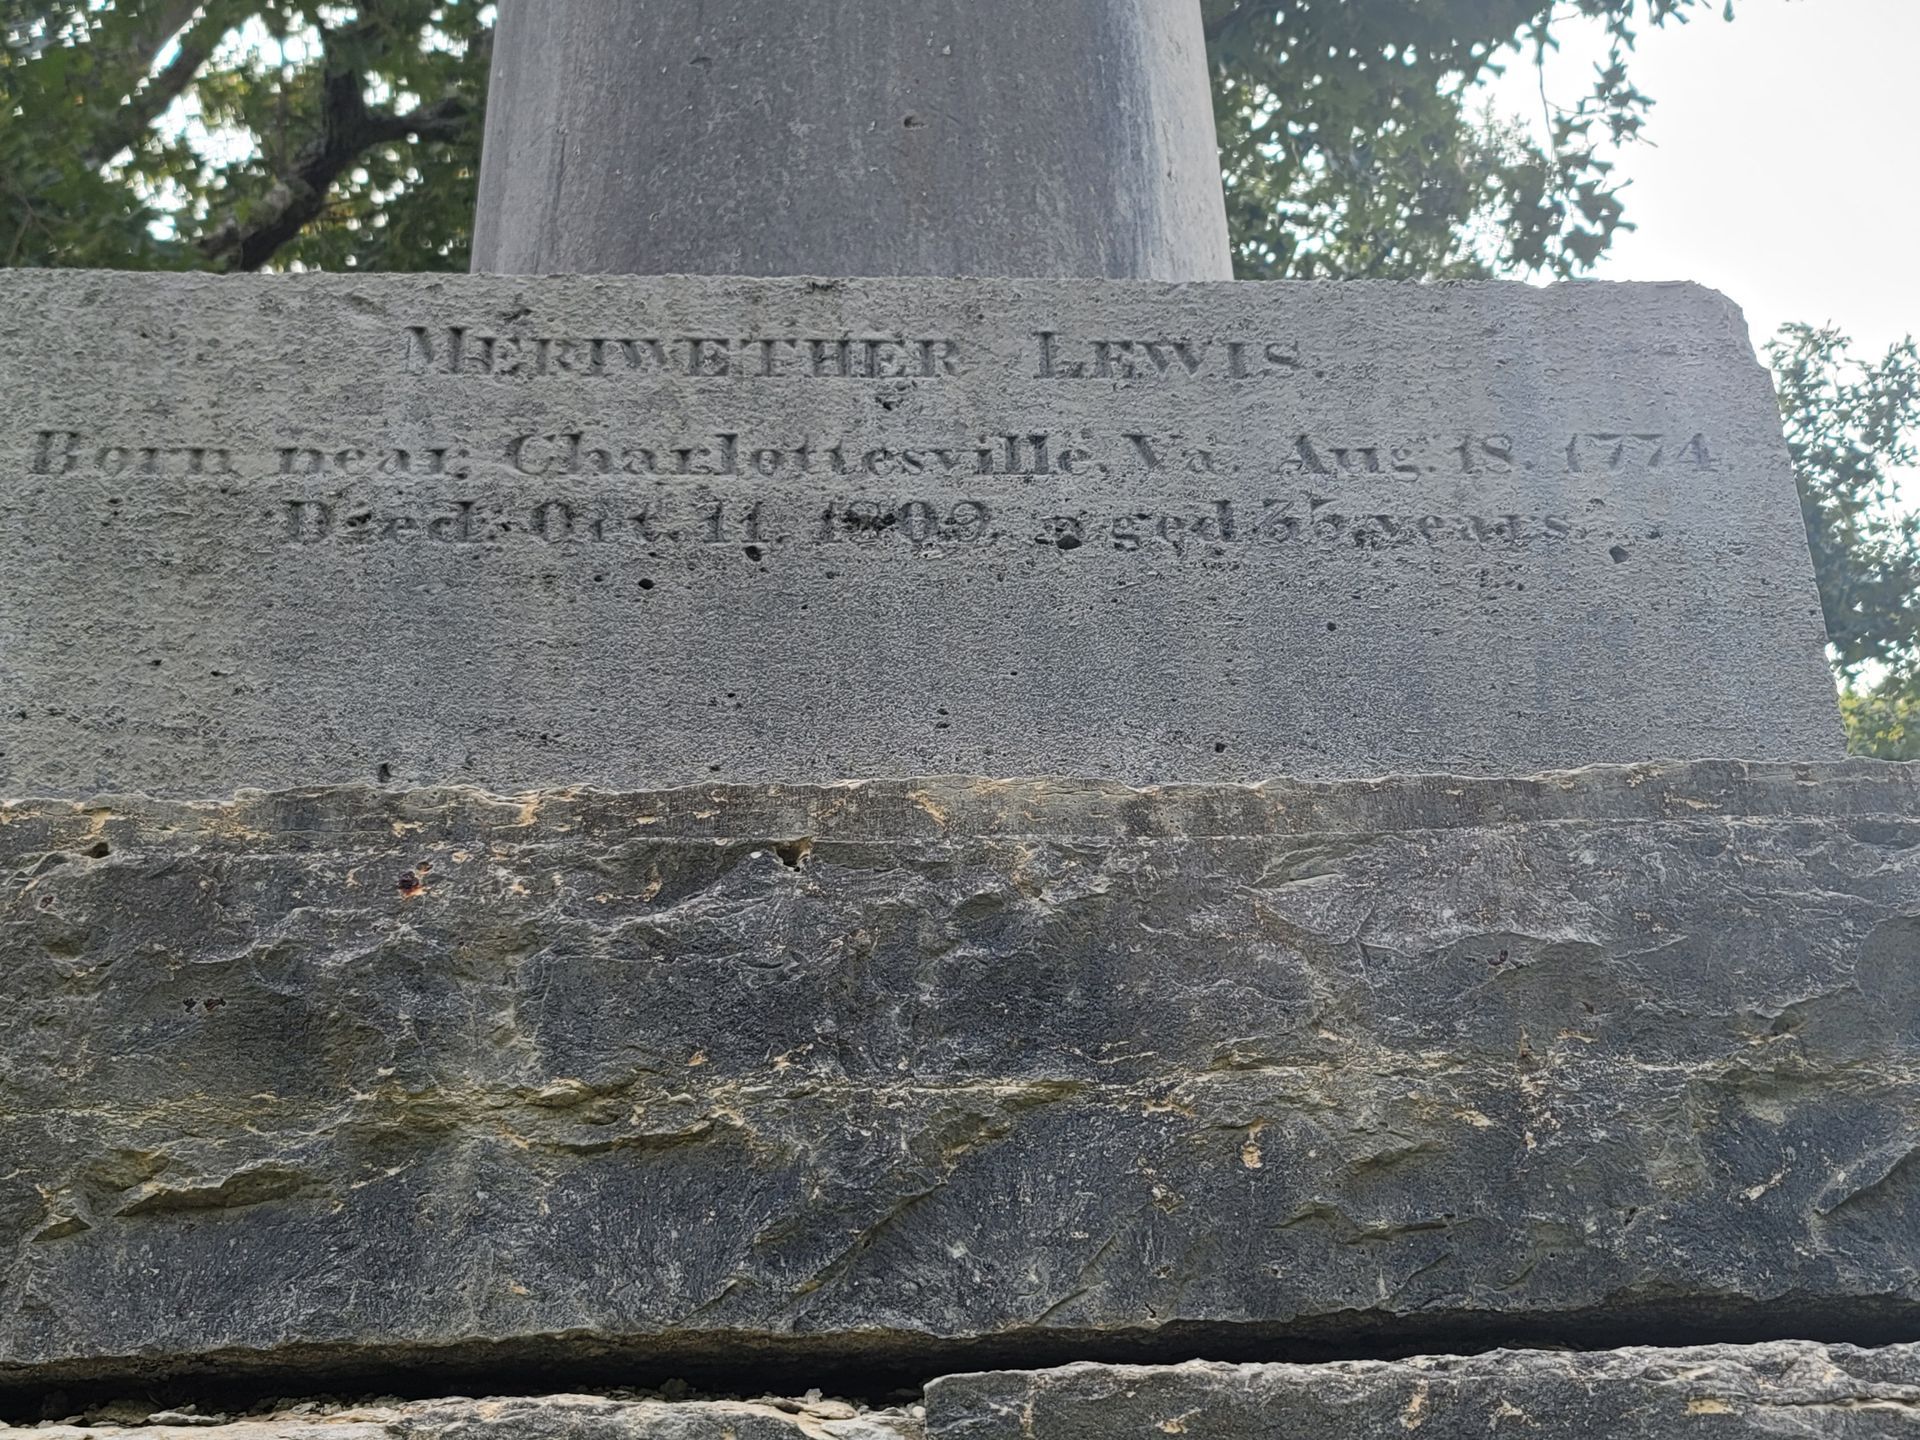 MERIWETHER LEWIS.
Born near Charlottesville, Va. Aug. 18. 1774
Died Oct. 11. 1809. aged 35 years.